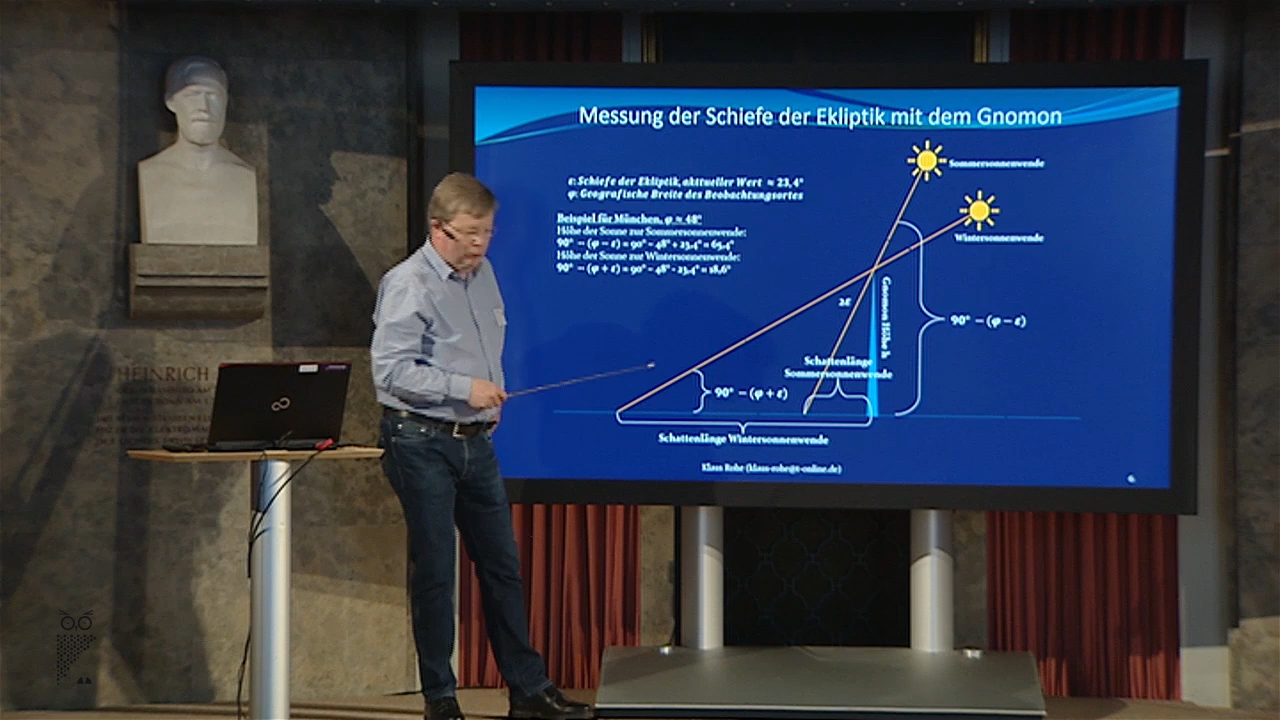 Messung der Schiefe der Ekliptik mit dem Gnomon
Sommersonnenwende
ε: Schiefe der Ekliptik, aktueller Wert ≈ 23,4°
φ: Geografische Breite des Beobachtungsortes
Beispiel für München, φ ≈ 48°
Höhe der Sonne zur Sommersonnenwende:
90° − (φ − ε) = 90° − 48° + 23,4° = 65,4°
Höhe der Sonne zur Wintersonnenwende:
90° − (φ + ε) = 90° − 48° - 23,4° = 18,6°
Wintersonnenwende
2ε
Gnomon Höhe h
90° − (φ − ε)
Schattenlänge
Sommersonnenwende
90° − (φ + ε)
Schattenlänge Wintersonnenwende
Klaus Rohe (klaus-rohe@t-online.de)
6
HEINRICH